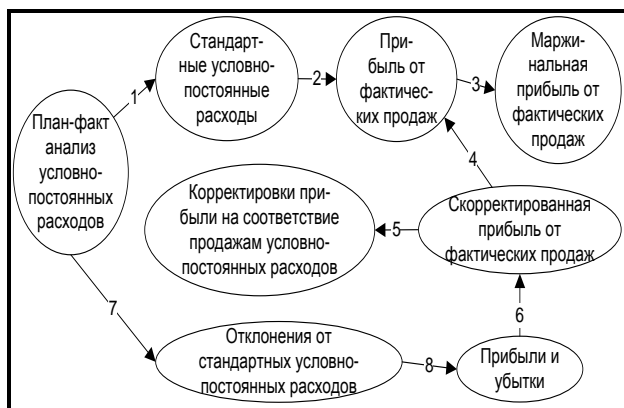 Стандарт-
ные условно-
постоянные
расходы
При-
быль от
фактичес-
ких продаж
Маржи-
нальная
прибыль от
фактических
продаж
1
2
3
План-факт
анализ
условно-
постоянных
расходов
4
Корректировки при-
были на соответствие
продажам условно-
постоянных расходов
5
Скорректированная
прибыль от
фактических продаж
7
6
Отклонения от
стандартных условно-
постоянных расходов
8
Прибыли и
убытки